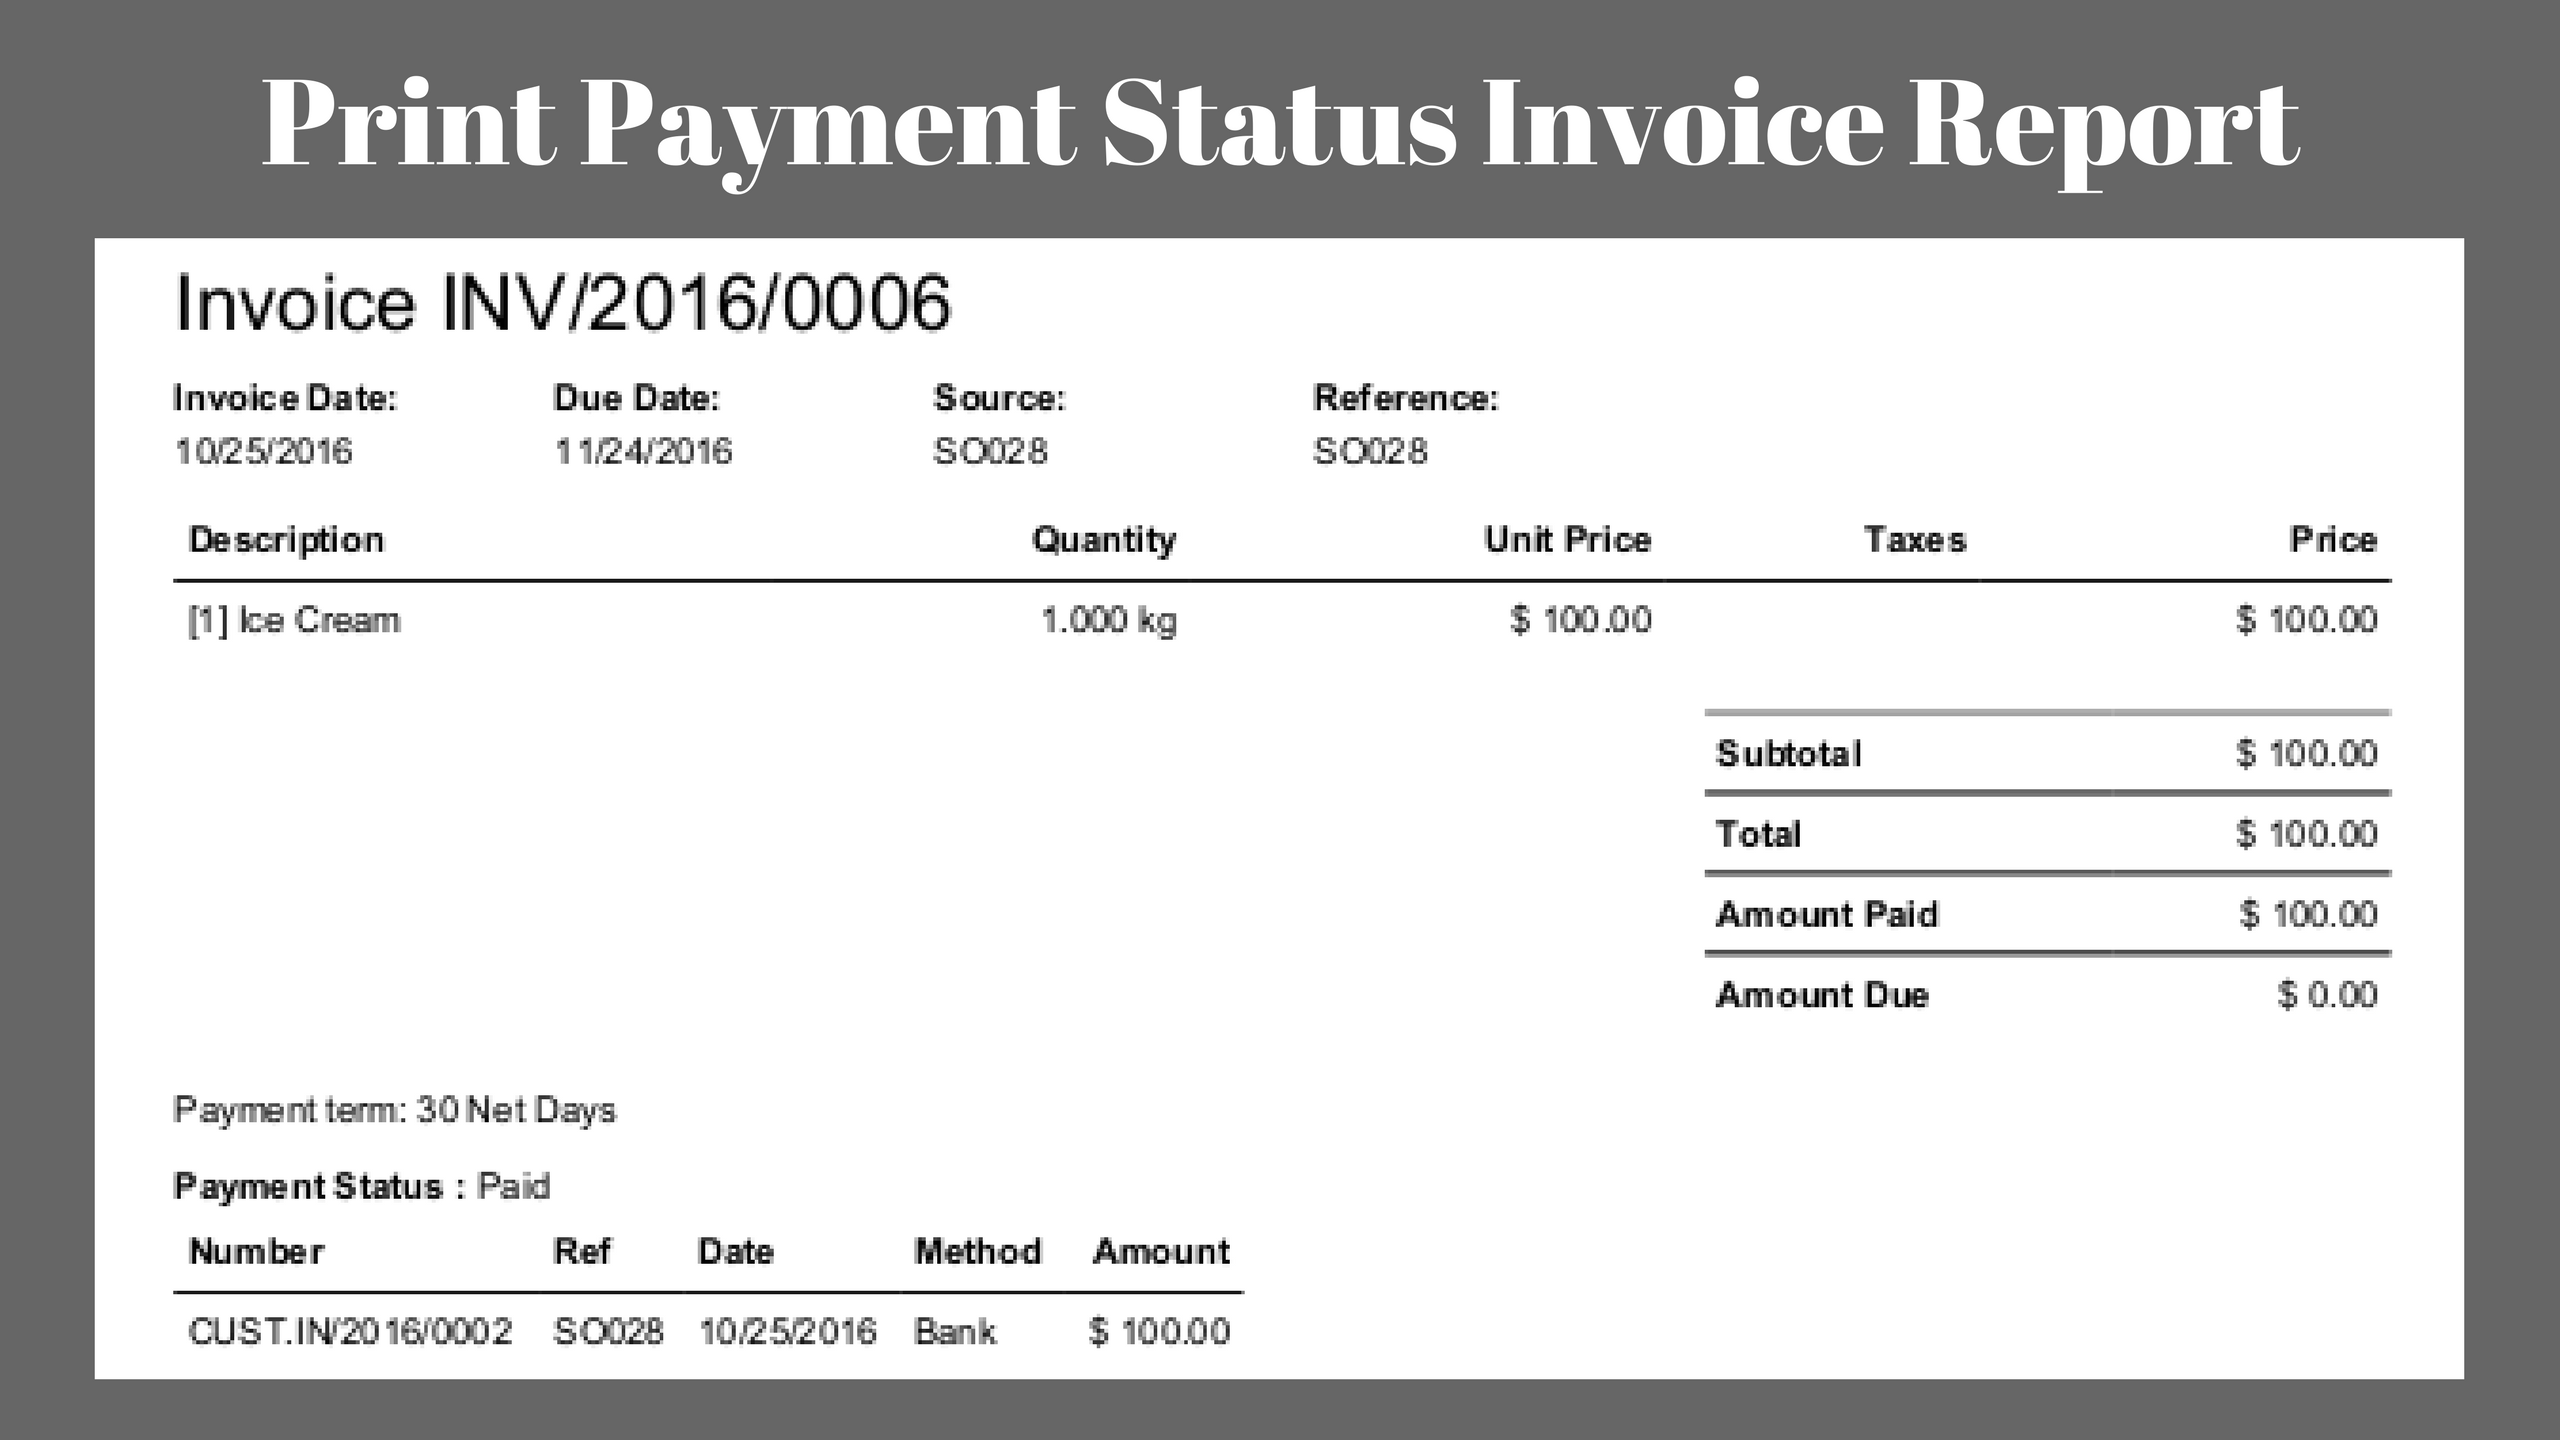 Print Payment Status Invoice Report
Invoice INV/2016/0006
Invoice Date: Due Date: Source: Reference:
10/25/2016 11/24/2016 SO028 SO028
Description Quantity Unit Price Taxes Price
[1] Ice Cream 1.000 kg $ 100.00 $ 100.00
Subtotal $ 100.00
Total $ 100.00
Amount Paid $ 100.00
Amount Due $ 0.00
Payment term: 30 Net Days
Payment Status : Paid
Number Ref Date Method Amount
CUST.IN/2016/0002 SO028 10/25/2016 Bank $ 100.00